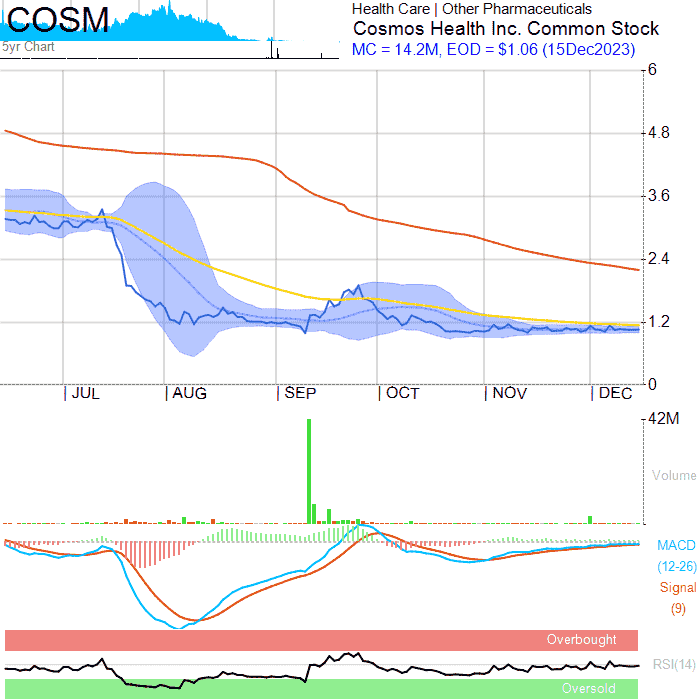 COSM
5yr Chart
Health Care | Other Pharmaceuticals
Cosmos Health Inc. Common Stock
MC = 14.2M, EOD = $1.06 (15Dec2023)
6
4.8
3.6
2.4
1.2
0
JUL AUG SEP OCT NOV DEC
42M
Volume
MACD
(12-26)
Signal
(9)
Overbought
RSI(14)
Oversold